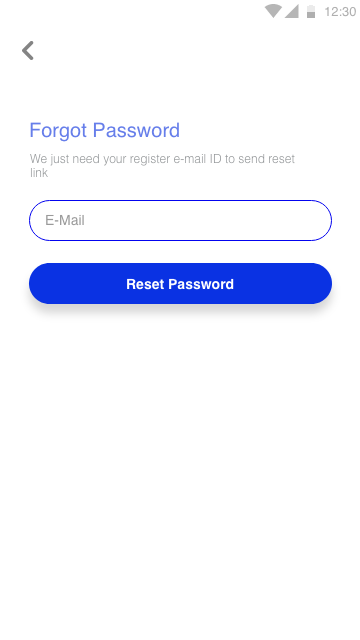 12:30
Forgot Password
We just need your register e-mail ID to send reset
link
E-Mail
Reset Password